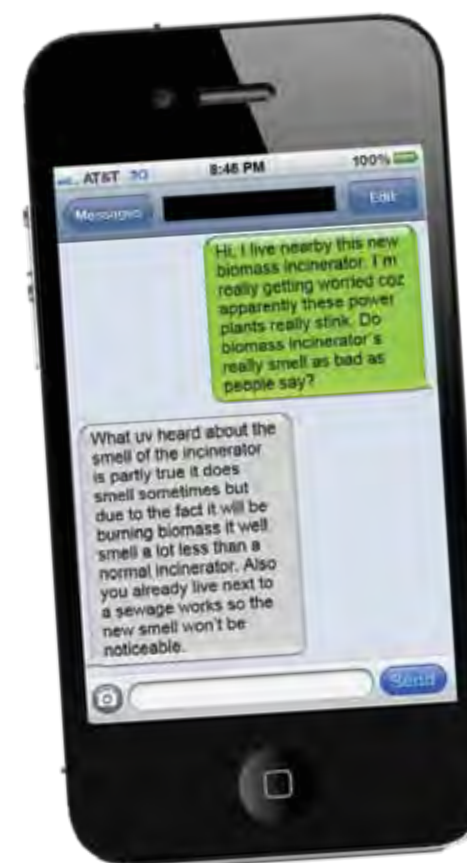 AT&T 3G 8:46 PM 100%
Messages Edit
Hi, I live nearby this new
biomass incinerator. I´m
really getting worried coz
apparently these power
plants really stink. Do
biomass incinerator´s
really smell as bad as
people say?
What uv heard about the
smell of the incinerator
is partly true it does
smell sometimes but
due to the fact it will be
burning biomass it well
smell a lot less than a
normal incinerator. Also
you already live next to
a sewage works so the
new smell won't be
noticeable.
Send